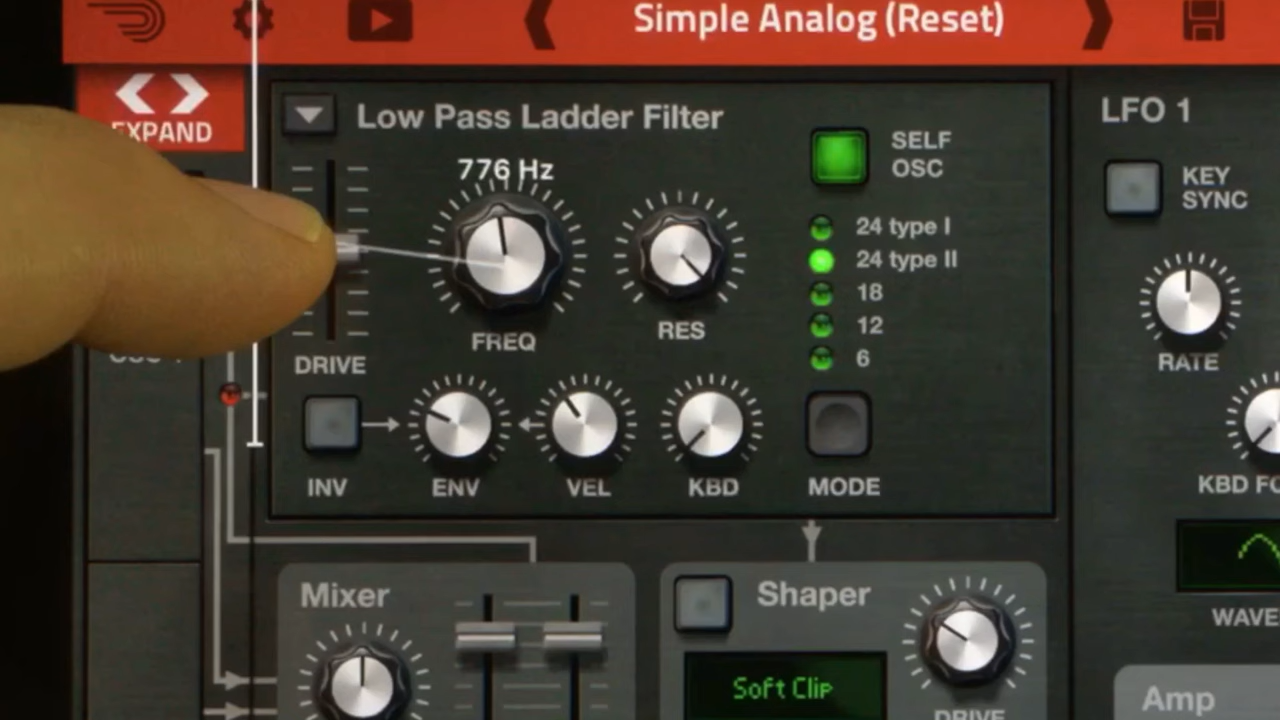 Simple Analog (Reset)
EXPAND
Low Pass Ladder Filter
LFO 1
776 Hz
SELF
OSC
KEY
SYNC
24 type I
24 type II
18
12
6
FREQ
RES
DRIVE
RATE
INV
ENV
VEL
KBD
MODE
KBD
Mixer
Shaper
Soft Clip
DRIVE
Amp